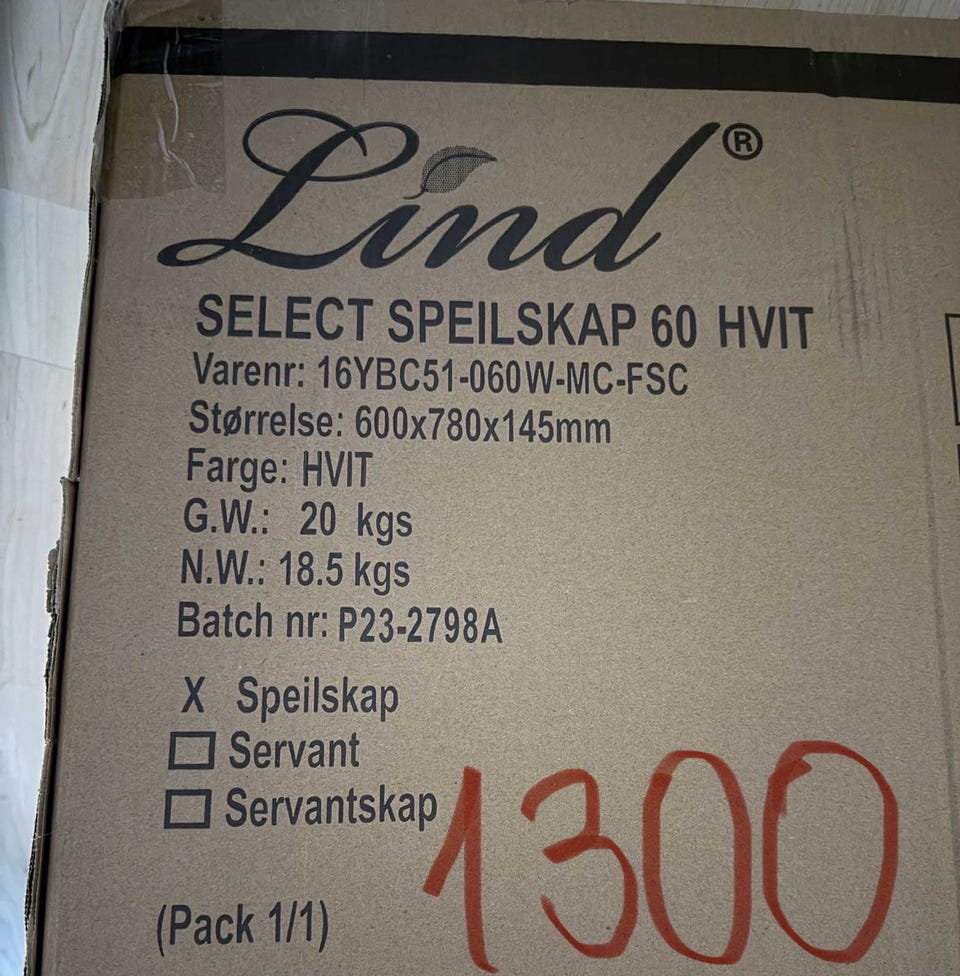 Lind®
SELECT SPEILSKAP 60 HVIT
Varenr: 16YBC51-060W-MC-FSC
Størrelse: 600x780x145mm
Farge: HVIT
G.W.: 20 kgs
N.W.: 18.5 kgs
Batch nr: P23-2798A
X Speilskap
Servant
Servantskap
1300
(Pack 1/1)